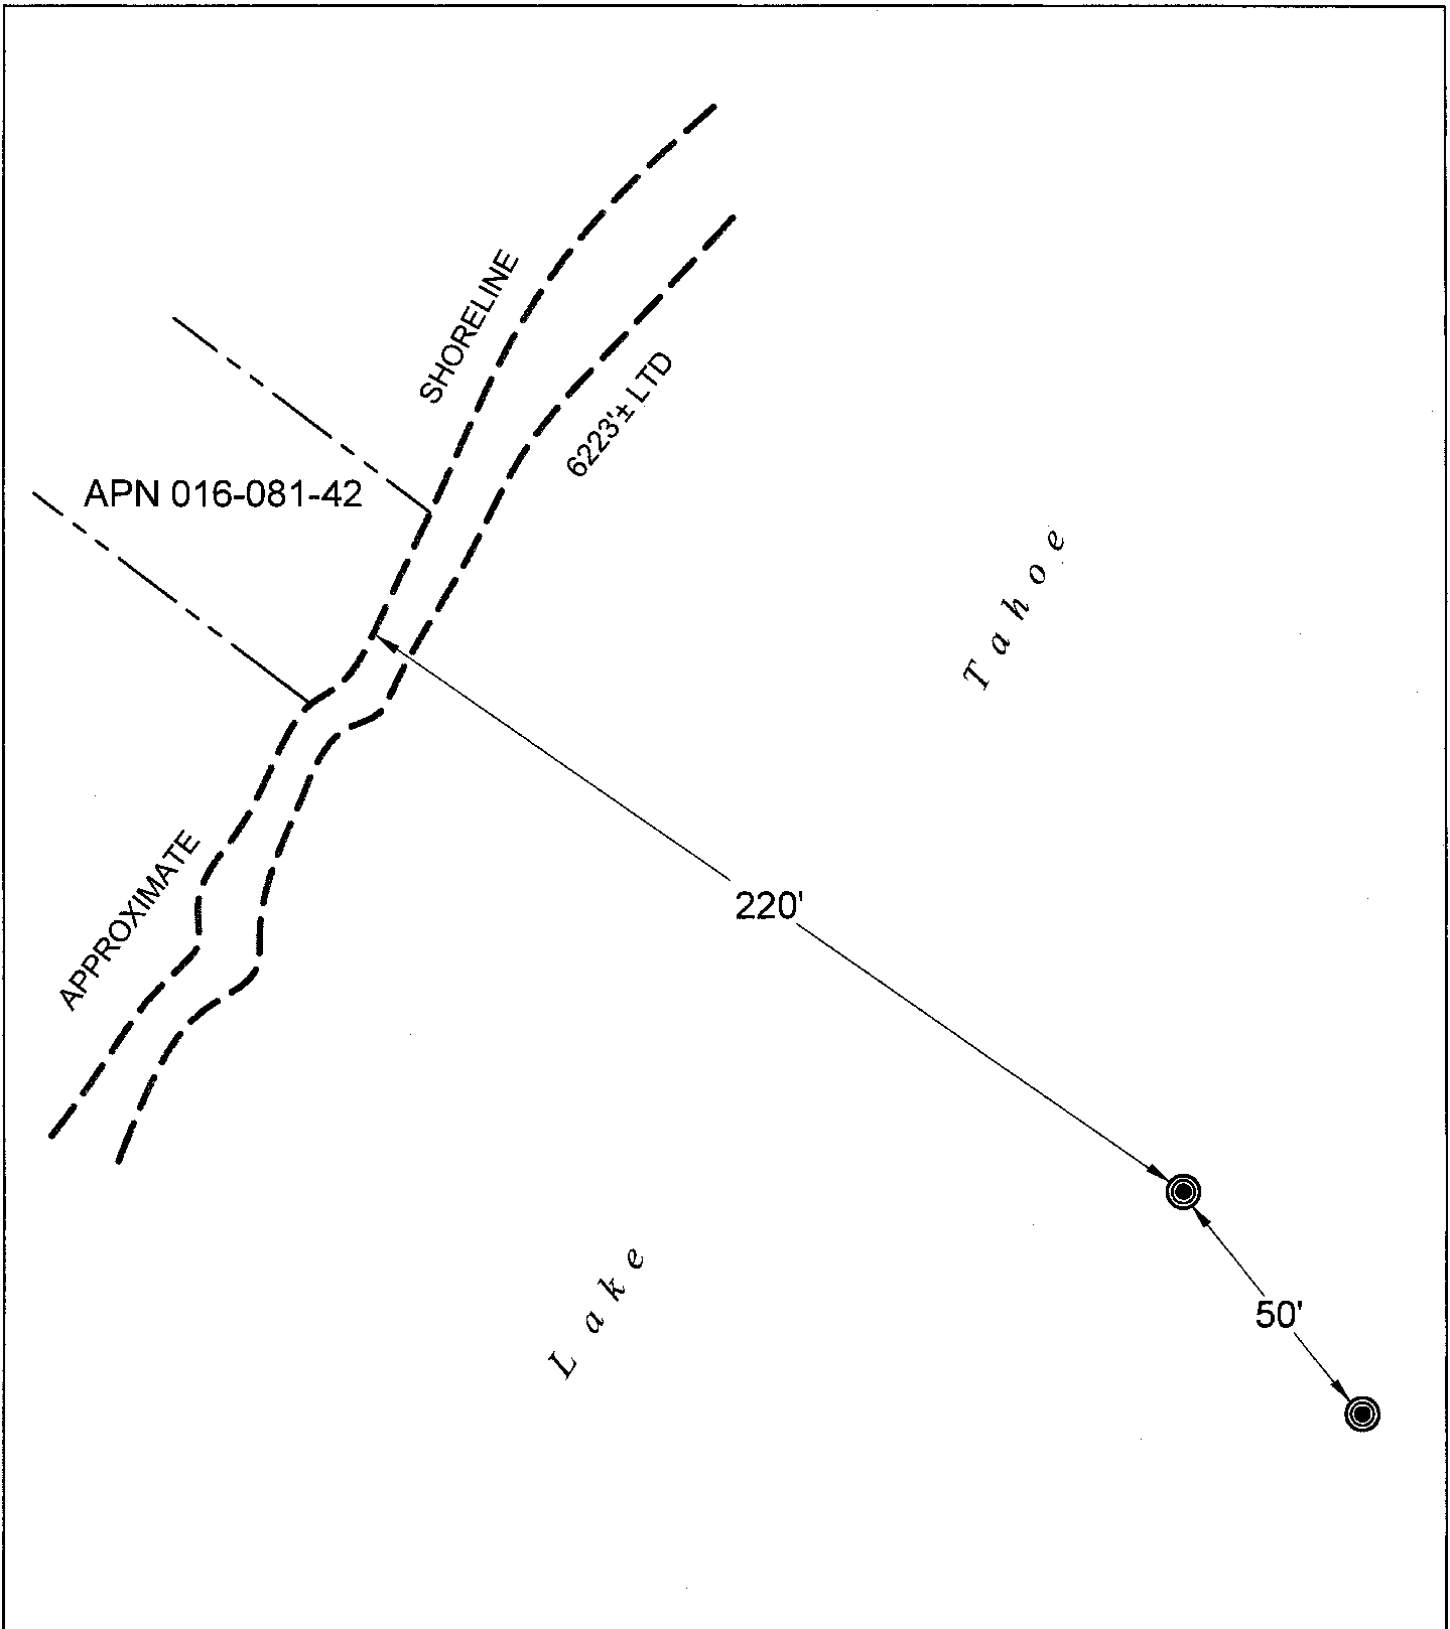 SHORELINE
6223'± LTD
APN 016-081-42
Tahoe
APPROXIMATE
220'
Lake
50'